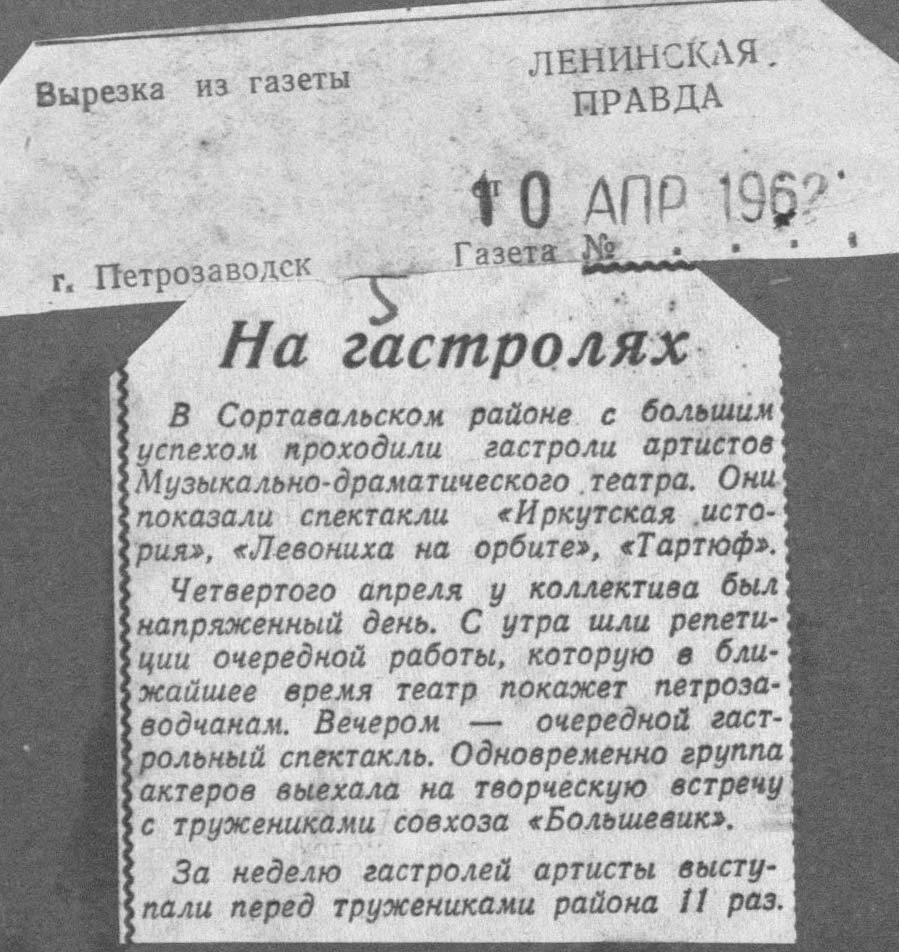 Вырезка из газеты
ЛЕНИНСКАЯ
ПРАВДА
от
10 АПР 1962
г. Петрозаводск
Газета №
На гастролях
В Сортавальском районе с большим
успехом проходили гастроли артистов
Музыкально-драматического театра. Они
показали спектакли «Иркутская исто-
рия», «Левониха на орбите», «Тартюф».
Четвертого апреля у коллектива был
напряженный день. С утра шли репети-
ции очередной работы, которую в бли-
жайшее время театр покажет петроза-
водчанам. Вечером — очередной гаст-
рольный спектакль. Одновременно группа
актеров выехала на творческую встречу
с тружениками совхоза «Большевик».
За неделю гастролей артисты высту-
пали перед тружениками района 11 раз.